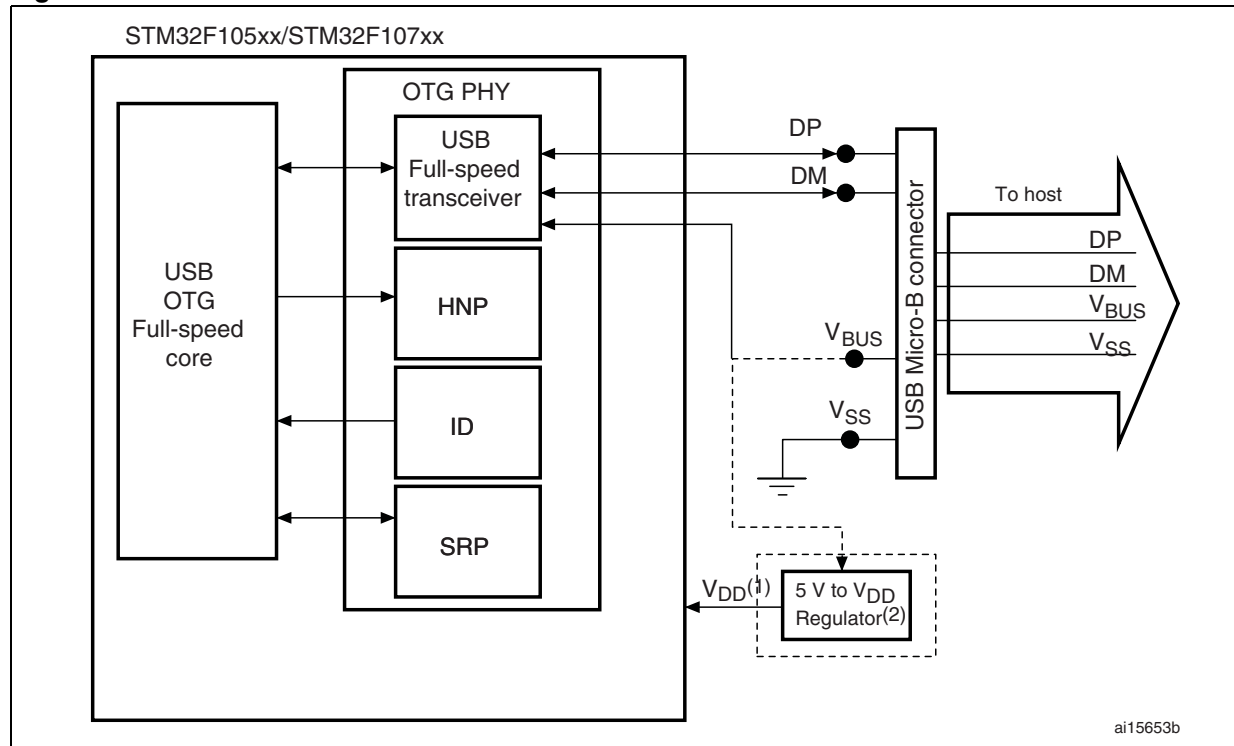 STM32F105xx/STM32F107xx
OTG PHY
USB
Full-speed
transceiver
USB
OTG
Full-speed
core
HNP
ID
SRP
DP
DM
VBUS
VSS
USB Micro-B connector
To host
DP
DM
VBUS
VSS
VDD(1)
5 V to VDD
Regulator(2)
ai15653b